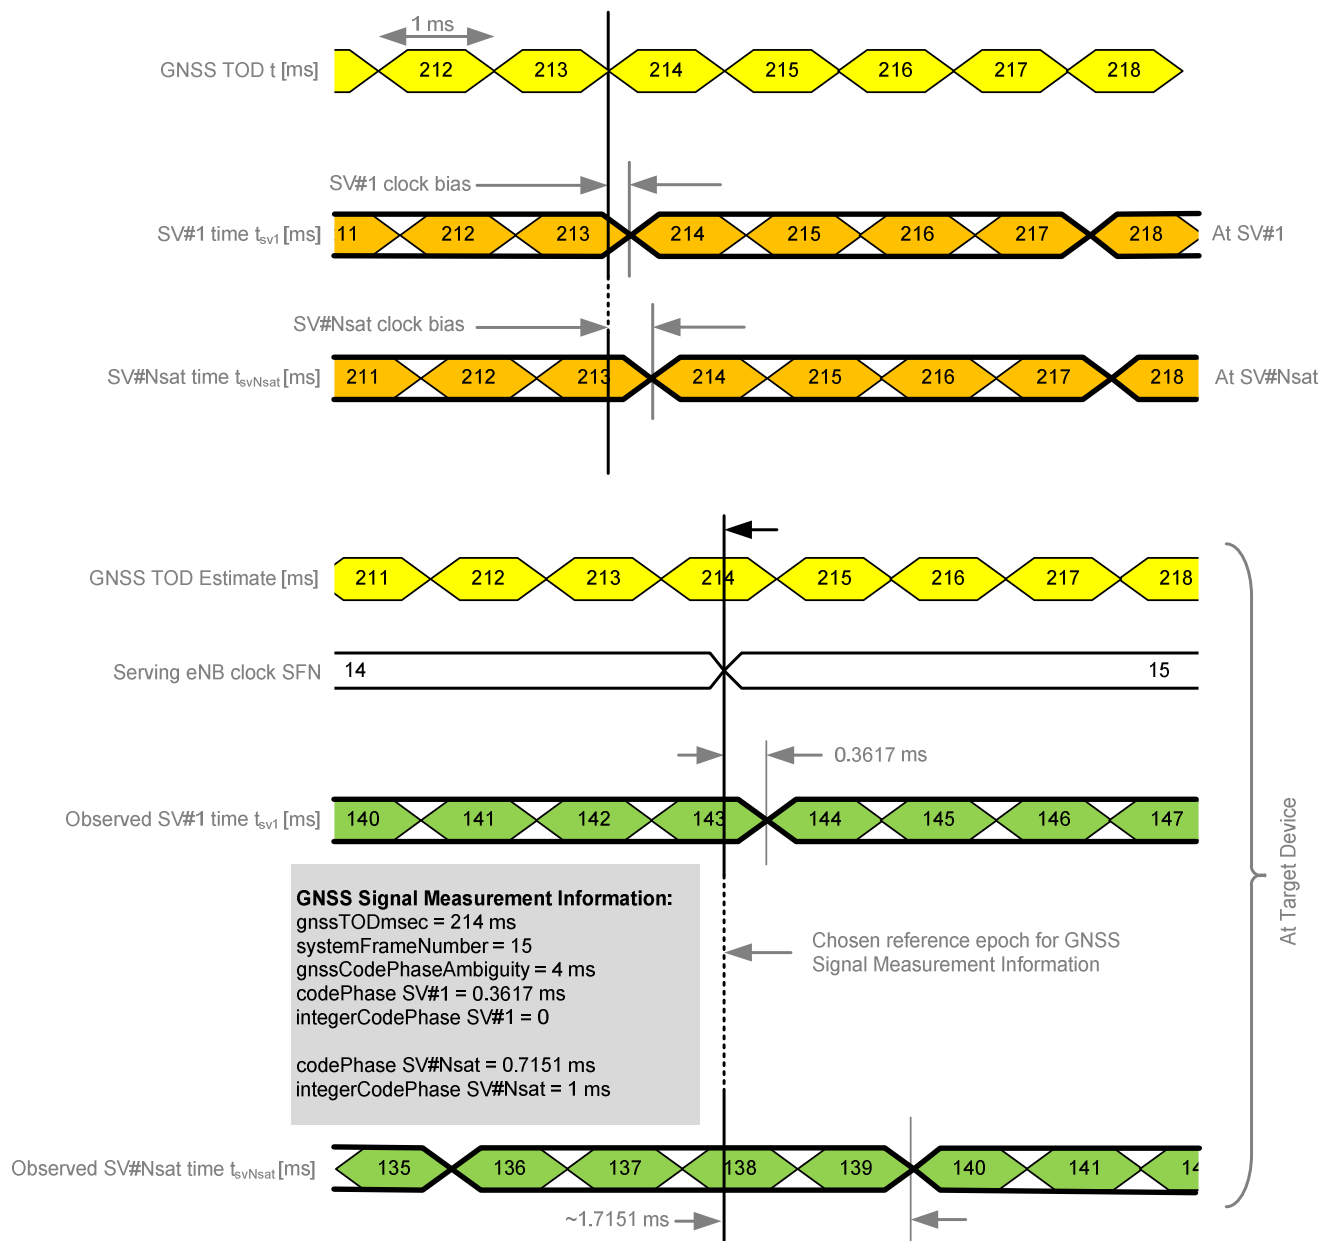 1 ms
GNSS TOD t [ms] 212 213 214 215 216 217 218
SV#1 clock bias
SV#1 time tsv1 [ms] 11 212 213 214 215 216 217 218 At SV#1
SV#Nsat clock bias
SV#Nsat time tsvNsat [ms] 211 212 213 214 215 216 217 218 At SV#Nsat
GNSS TOD Estimate [ms] 211 212 213 214 215 216 217 218
Serving eNB clock SFN 14 15
0.3617 ms
Observed SV#1 time tsv1 [ms] 140 141 142 143 144 145 146 147
At Target Device
GNSS Signal Measurement Information:
gnssTODmsec = 214 ms
systemFrameNumber = 15
gnssCodePhaseAmbiguity = 4 ms
codePhase SV#1 = 0.3617 ms
integerCodePhase SV#1 = 0
codePhase SV#Nsat = 0.7151 ms
integerCodePhase SV#Nsat = 1 ms
Chosen reference epoch for GNSS
Signal Measurement Information
Observed SV#Nsat time tsvNsat [ms] 135 136 137 138 139 140 141 14
~1.7151 ms